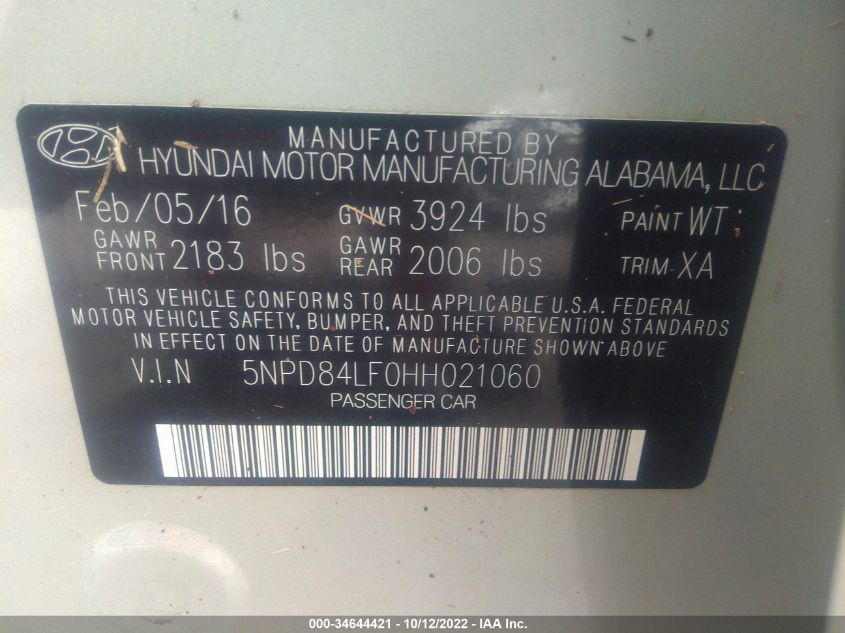 MANUFACTURED BY
HYUNDAI MOTOR MANUFACTURING ALABAMA, LLC
Feb/05/16 GVWR 3924 lbs PAINT WT
GAWR FRONT 2183 lbs GAWR REAR 2006 lbs TRIM-XA
THIS VEHICLE CONFORMS TO ALL APPLICABLE U.S.A. FEDERAL
MOTOR VEHICLE SAFETY, BUMPER, AND THEFT PREVENTION STANDARDS
IN EFFECT ON THE DATE OF MANUFACTURE SHOWN ABOVE
V.I.N 5NPD84LF0HH021060
PASSENGER CAR
000-34644421 - 10/12/2022 - IAA Inc.